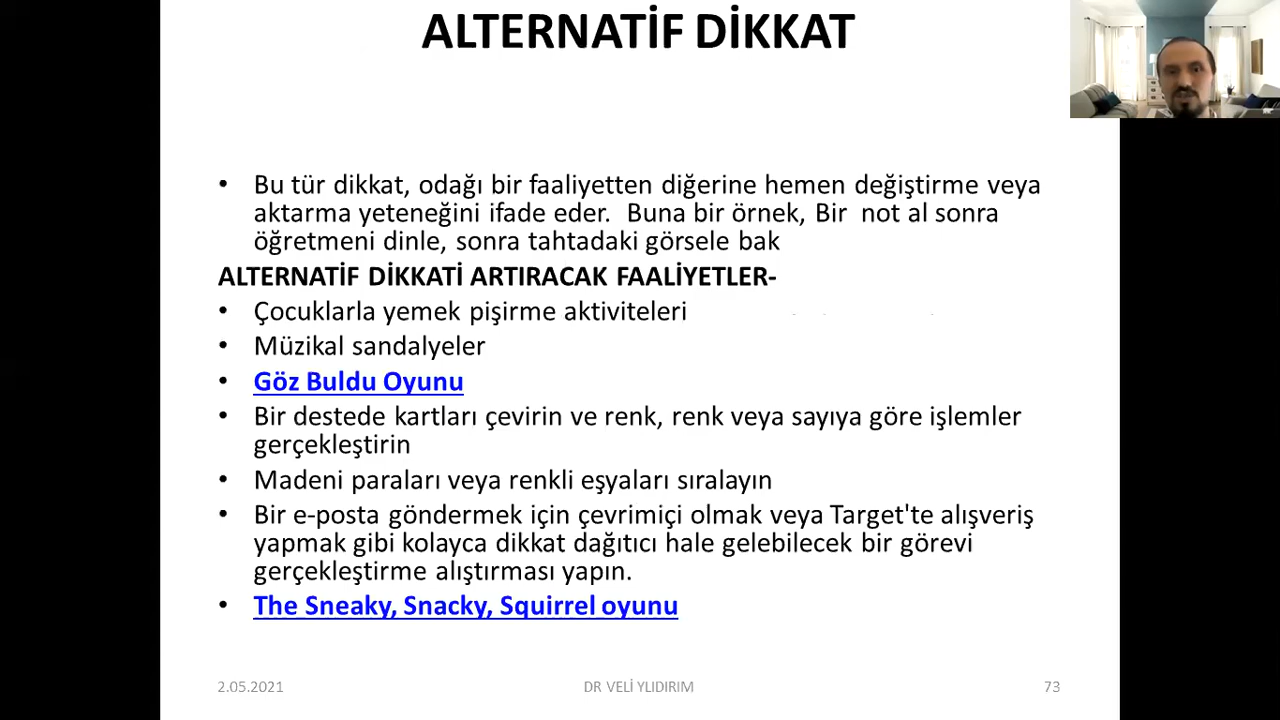 ALTERNATİF DİKKAT
• Bu tür dikkat, odağı bir faaliyetten diğerine hemen değiştirme veya
aktarma yeteneğini ifade eder. Buna bir örnek, Bir not al sonra
öğretmeni dinle, sonra tahtadaki görsele bak
ALTERNATİF DİKKATİ ARTIRACAK FAALİYETLER-
• Çocuklarla yemek pişirme aktiviteleri
• Müzikal sandalyeler
• Göz Buldu Oyunu
• Bir destede kartları çevirin ve renk, renk veya sayıya göre işlemler
gerçekleştirin
• Madeni paraları veya renkli eşyaları sıralayın
• Bir e-posta göndermek için çevrimiçi olmak veya Target'te alışveriş
yapmak gibi kolayca dikkat dağıtıcı hale gelebilecek bir görevi
gerçekleştirme alıştırması yapın.
• The Sneaky, Snacky, Squirrel oyunu
2.05.2021
DR VELİ YLIDIRIM
73